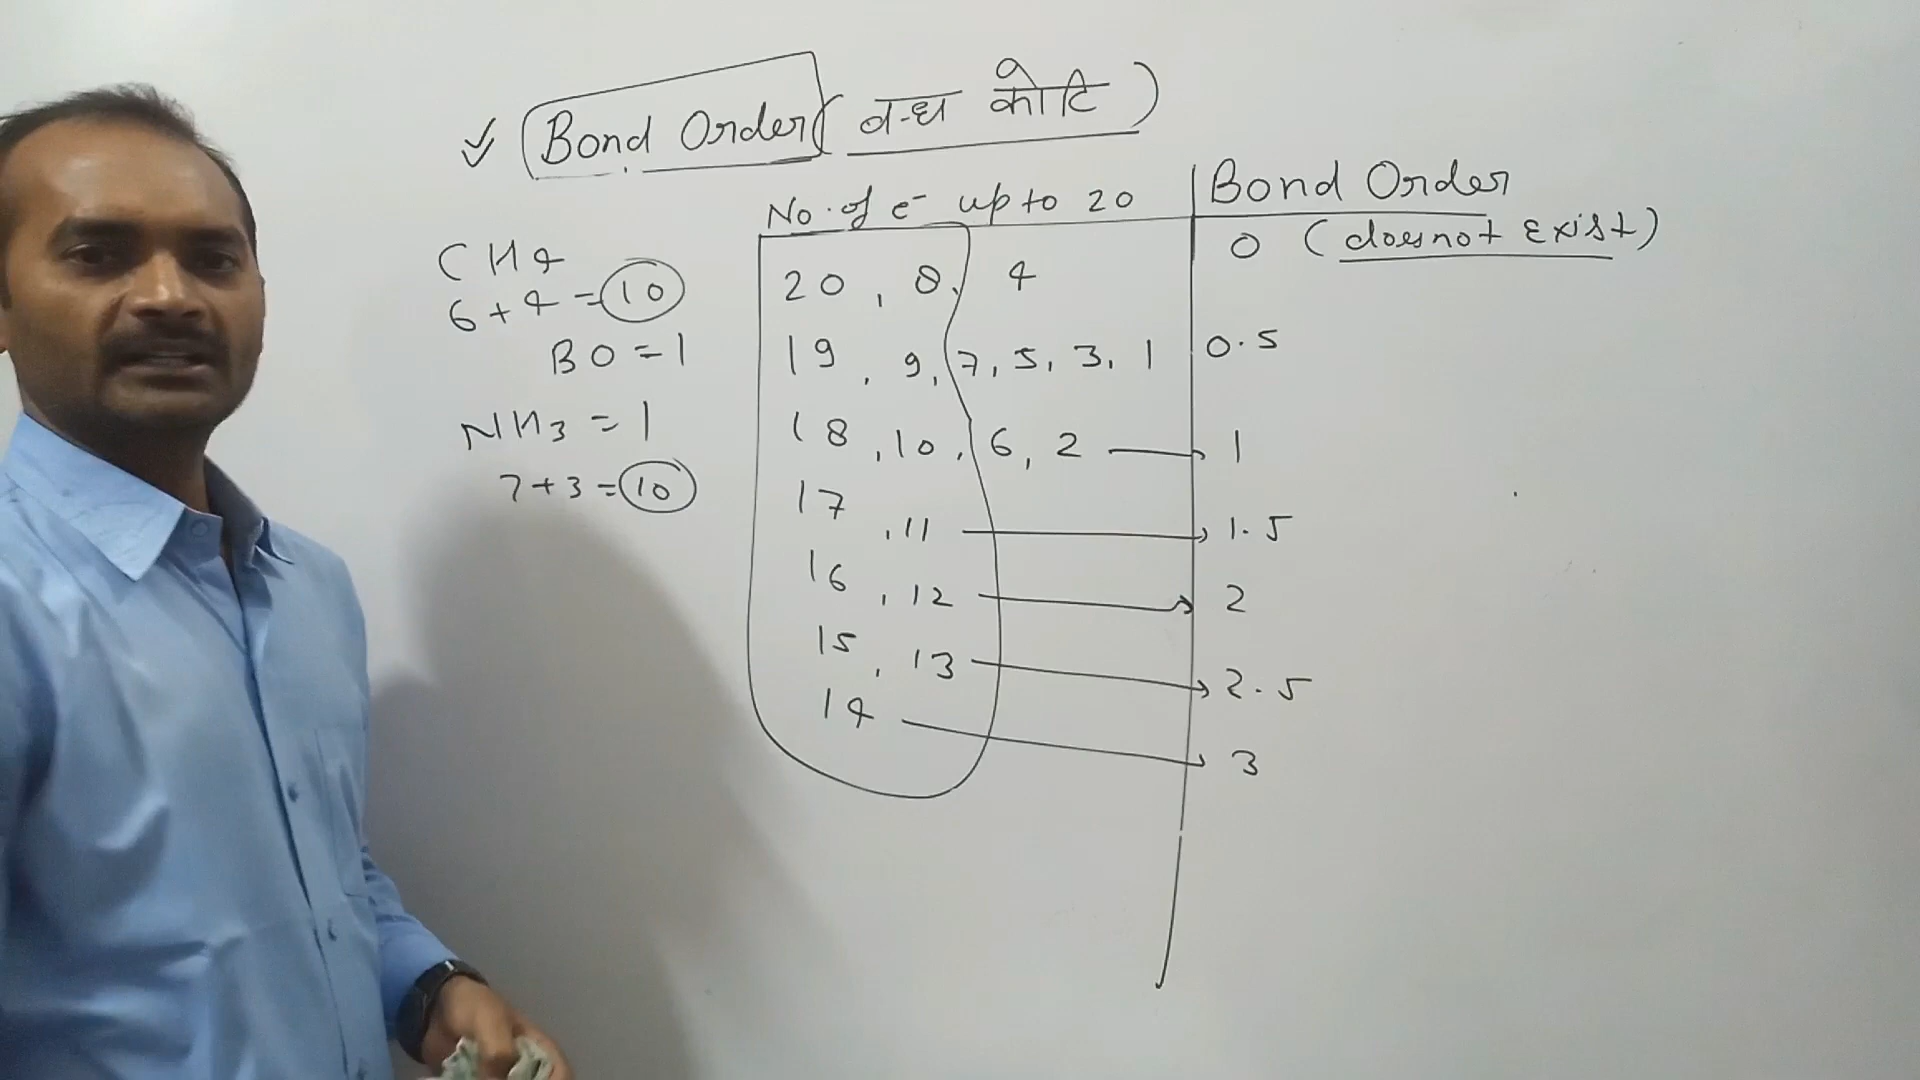 Bond Order (बन्ध कोटि)
No. of e⁻ up to 20 Bond Order
20, 8, 4 0 (does not Exist)
19, 9, 7, 5, 3, 1 0.5
18, 10, 6, 2 → 1
17, 11 → 1.5
16, 12 → 2
15, 13 → 2.5
14 → 3
CH4
6+4=10
BO=1
NH3=1
7+3=10